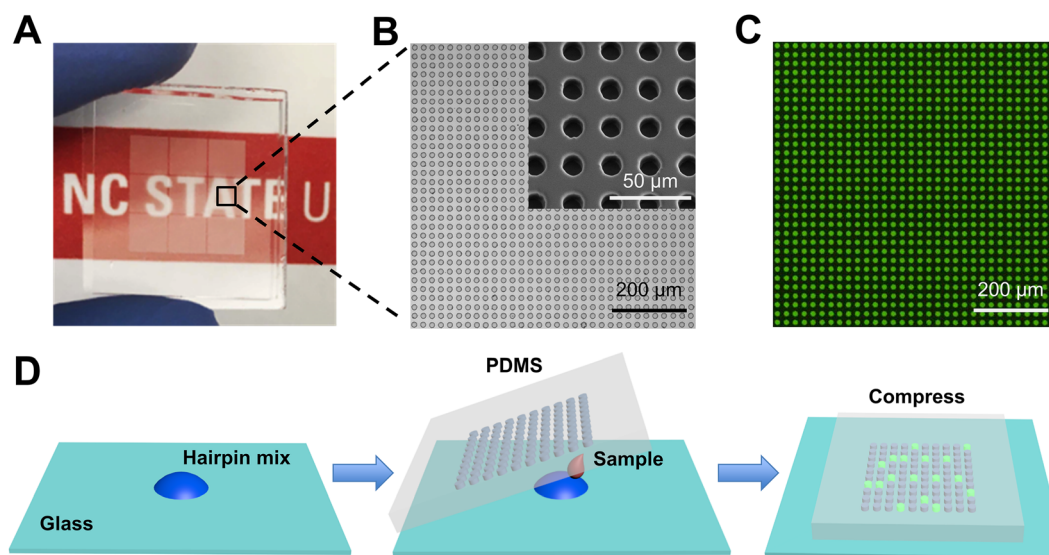 A
B
C
NC STATE U
50 µm
200 µm
200 µm
D
Hairpin mix
Glass
PDMS
Sample
Compress